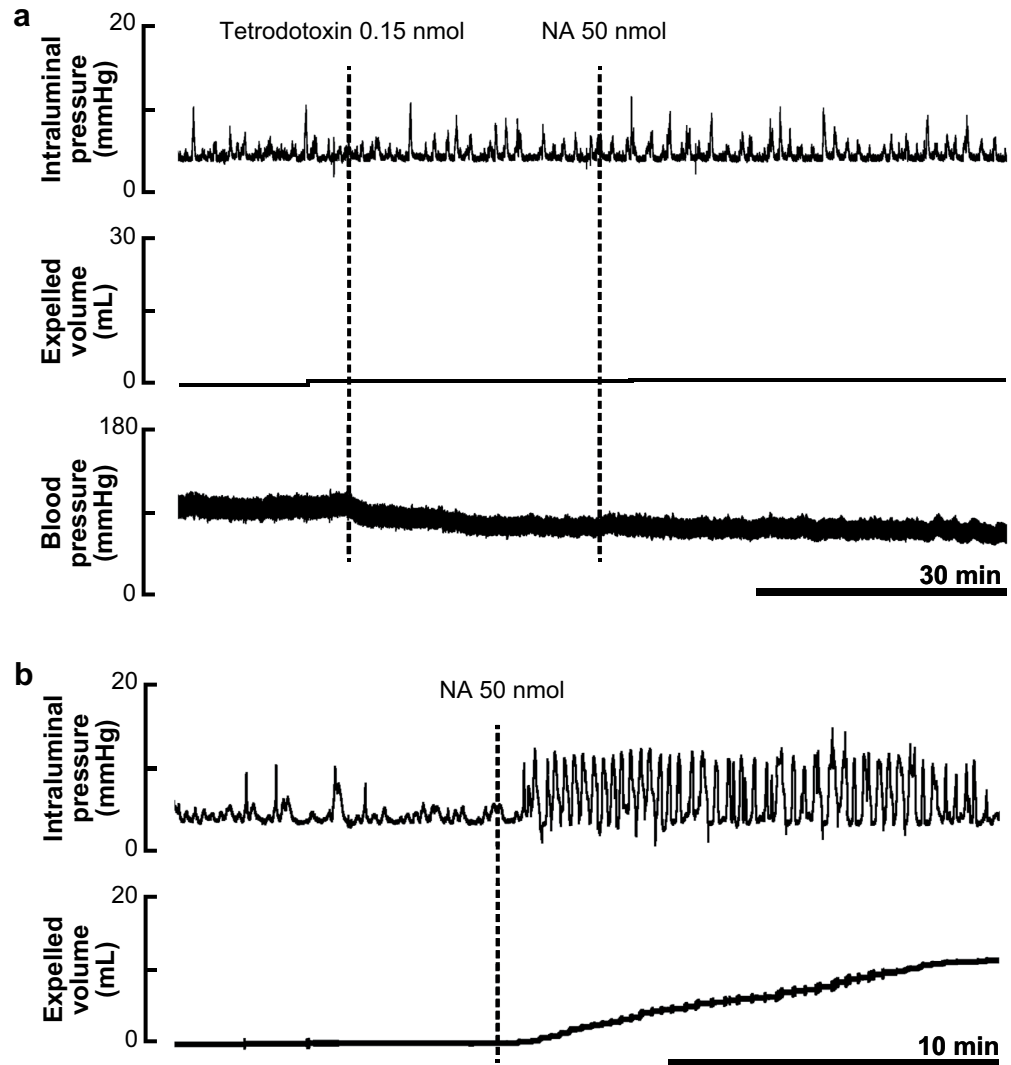 a
Tetrodotoxin 0.15 nmol
NA 50 nmol
20
0
Intraluminal
pressure
(mmHg)
30
0
Expelled
volume
(mL)
180
0
Blood
pressure
(mmHg)
30 min
b
NA 50 nmol
20
0
Intraluminal
pressure
(mmHg)
20
0
Expelled
volume
(mL)
10 min